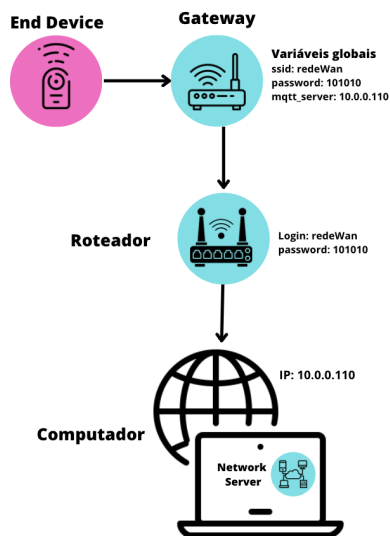 End Device
Gateway
Variáveis globais
ssid: redeWan
password: 101010
mqtt_server: 10.0.0.110
Roteador
Login: redeWan
password: 101010
IP: 10.0.0.110
Computador
Network
Server